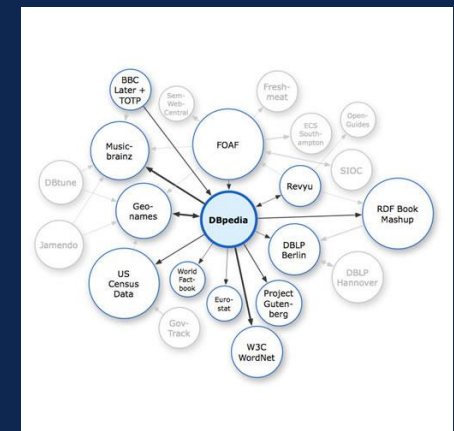 BBC
Later +
TOTP
Sem-
Web-
Central
Fresh-
meat
Open-
Guides
ECS
South-
ampton
Music-
brainz
FOAF
SIOC
DBtune
Revyu
Geo-
names
DBpedia
RDF Book
Mashup
Jamendo
DBLP
Berlin
US
Census
Data
World
Fact-
book
DBLP
Hannover
Euro-
stat
Project
Guten-
berg
Gov-
Track
W3C
WordNet